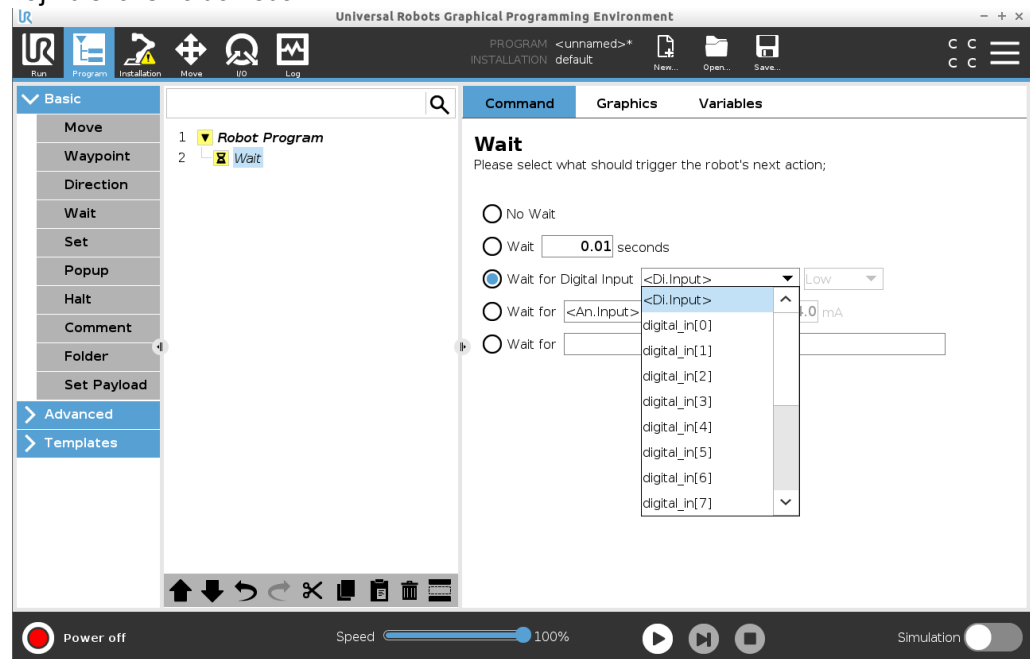 Universal Robots Graphical Programming Environment
UR
Run
Program
Installation
Move
I/O
Log
PROGRAM <unnamed>*
INSTALLATION default
New...
Open...
Save...
C C
C C
Basic
Move
Waypoint
Direction
Wait
Set
Popup
Halt
Comment
Folder
Set Payload
Advanced
Templates
1 Robot Program
2 Wait
Command Graphics Variables
Wait
Please select what should trigger the robot's next action;
No Wait
Wait 0.01 seconds
Wait for Digital Input <Di.Input> Low
Wait for <An.Input> .0 mA
Wait for
<Di.Input>
digital_in[0]
digital_in[1]
digital_in[2]
digital_in[3]
digital_in[4]
digital_in[5]
digital_in[6]
digital_in[7]
Power off
Speed 100%
Simulation